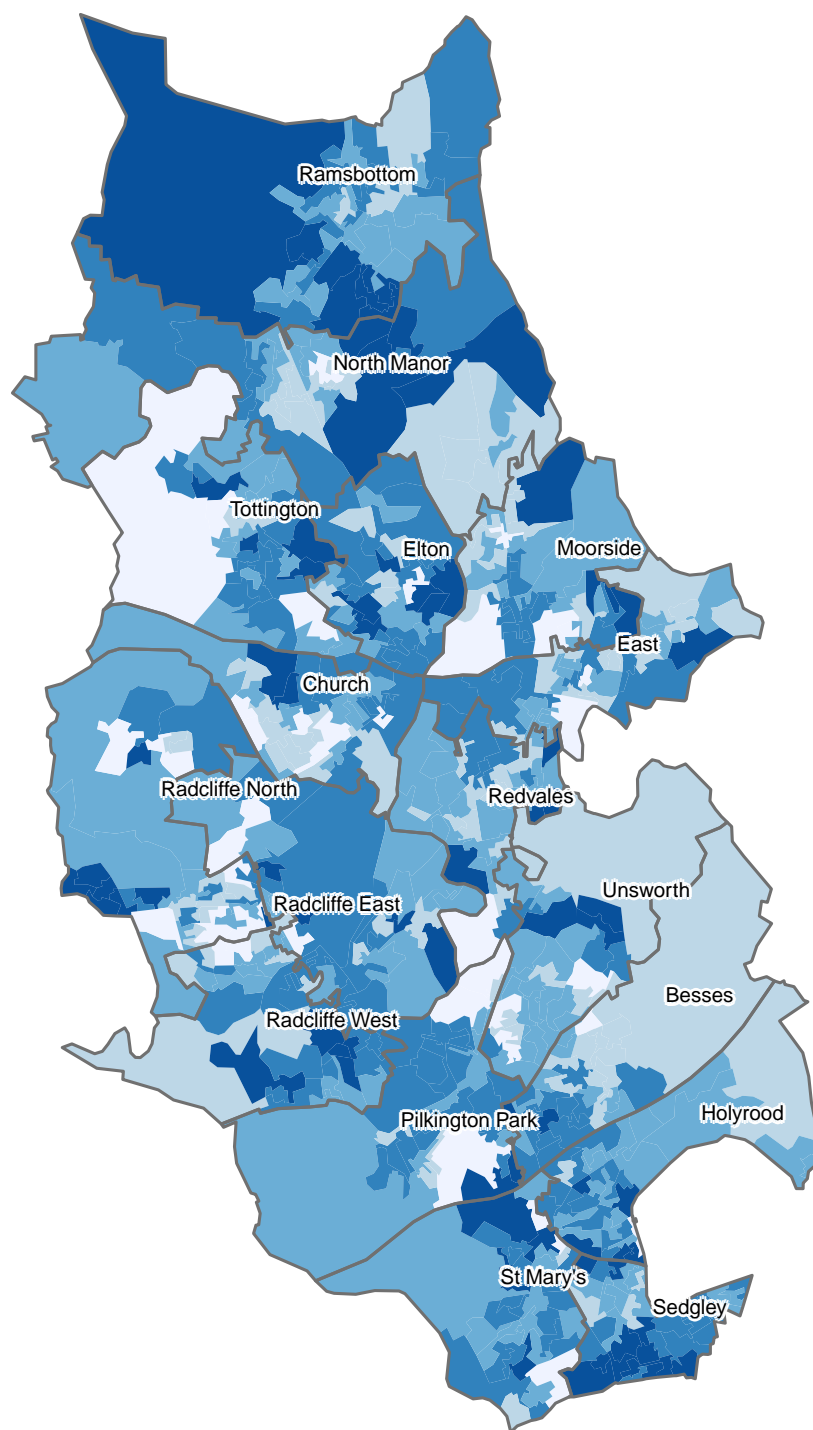 Ramsbottom
North Manor
Tottington
Elton
Moorside
East
Church
Radcliffe North
Redvales
Unsworth
Radcliffe East
Besses
Radcliffe West
Pilkington Park
Holyrood
St Mary's
Sedgley